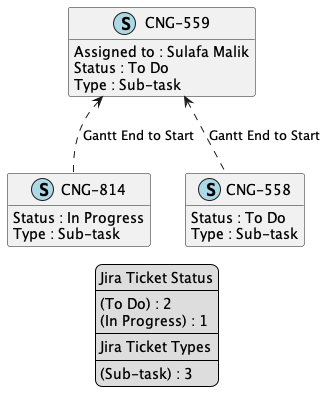 S CNG-559
Assigned to : Sulafa Malik
Status : To Do
Type : Sub-task
Gantt End to Start
Gantt End to Start
S CNG-814
Status : In Progress
Type : Sub-task
S CNG-558
Status : To Do
Type : Sub-task
Jira Ticket Status
(To Do) : 2
(In Progress) : 1
Jira Ticket Types
(Sub-task) : 3